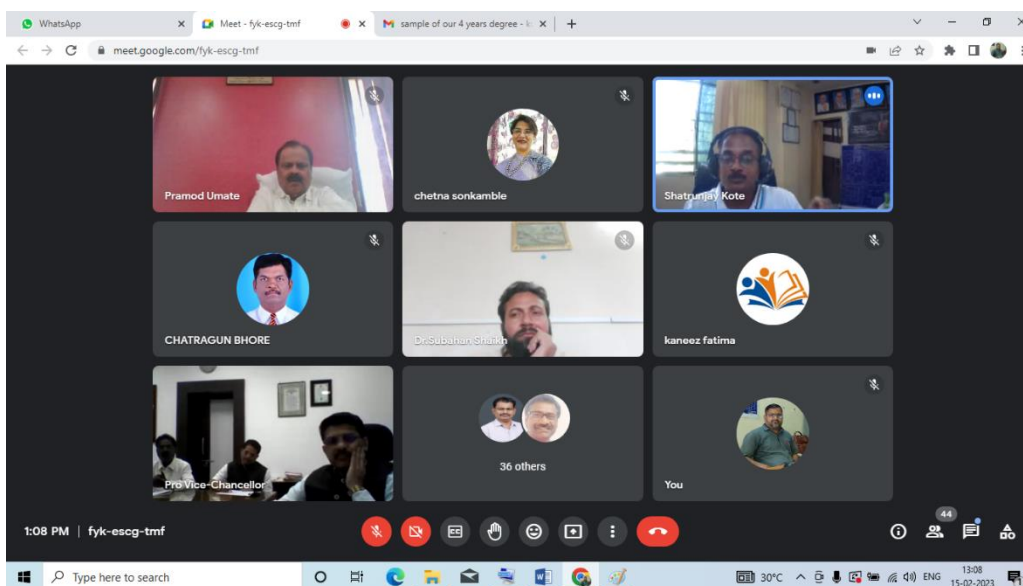 WhatsApp
Meet - fyk-escg-tmf
sample of our 4 years degree - k
meet.google.com/fyk-escg-tmf
Pramod Umate
chetna sonkamble
Shatrunjay Kote
CHATRAGUN BHORE
Dr.Subahan Shaikh
kaneez fatima
Pro Vice-Chancellor
36 others
You
1:08 PM | fyk-escg-tmf
44
Type here to search
30°C
ENG
13:08
15-02-2023